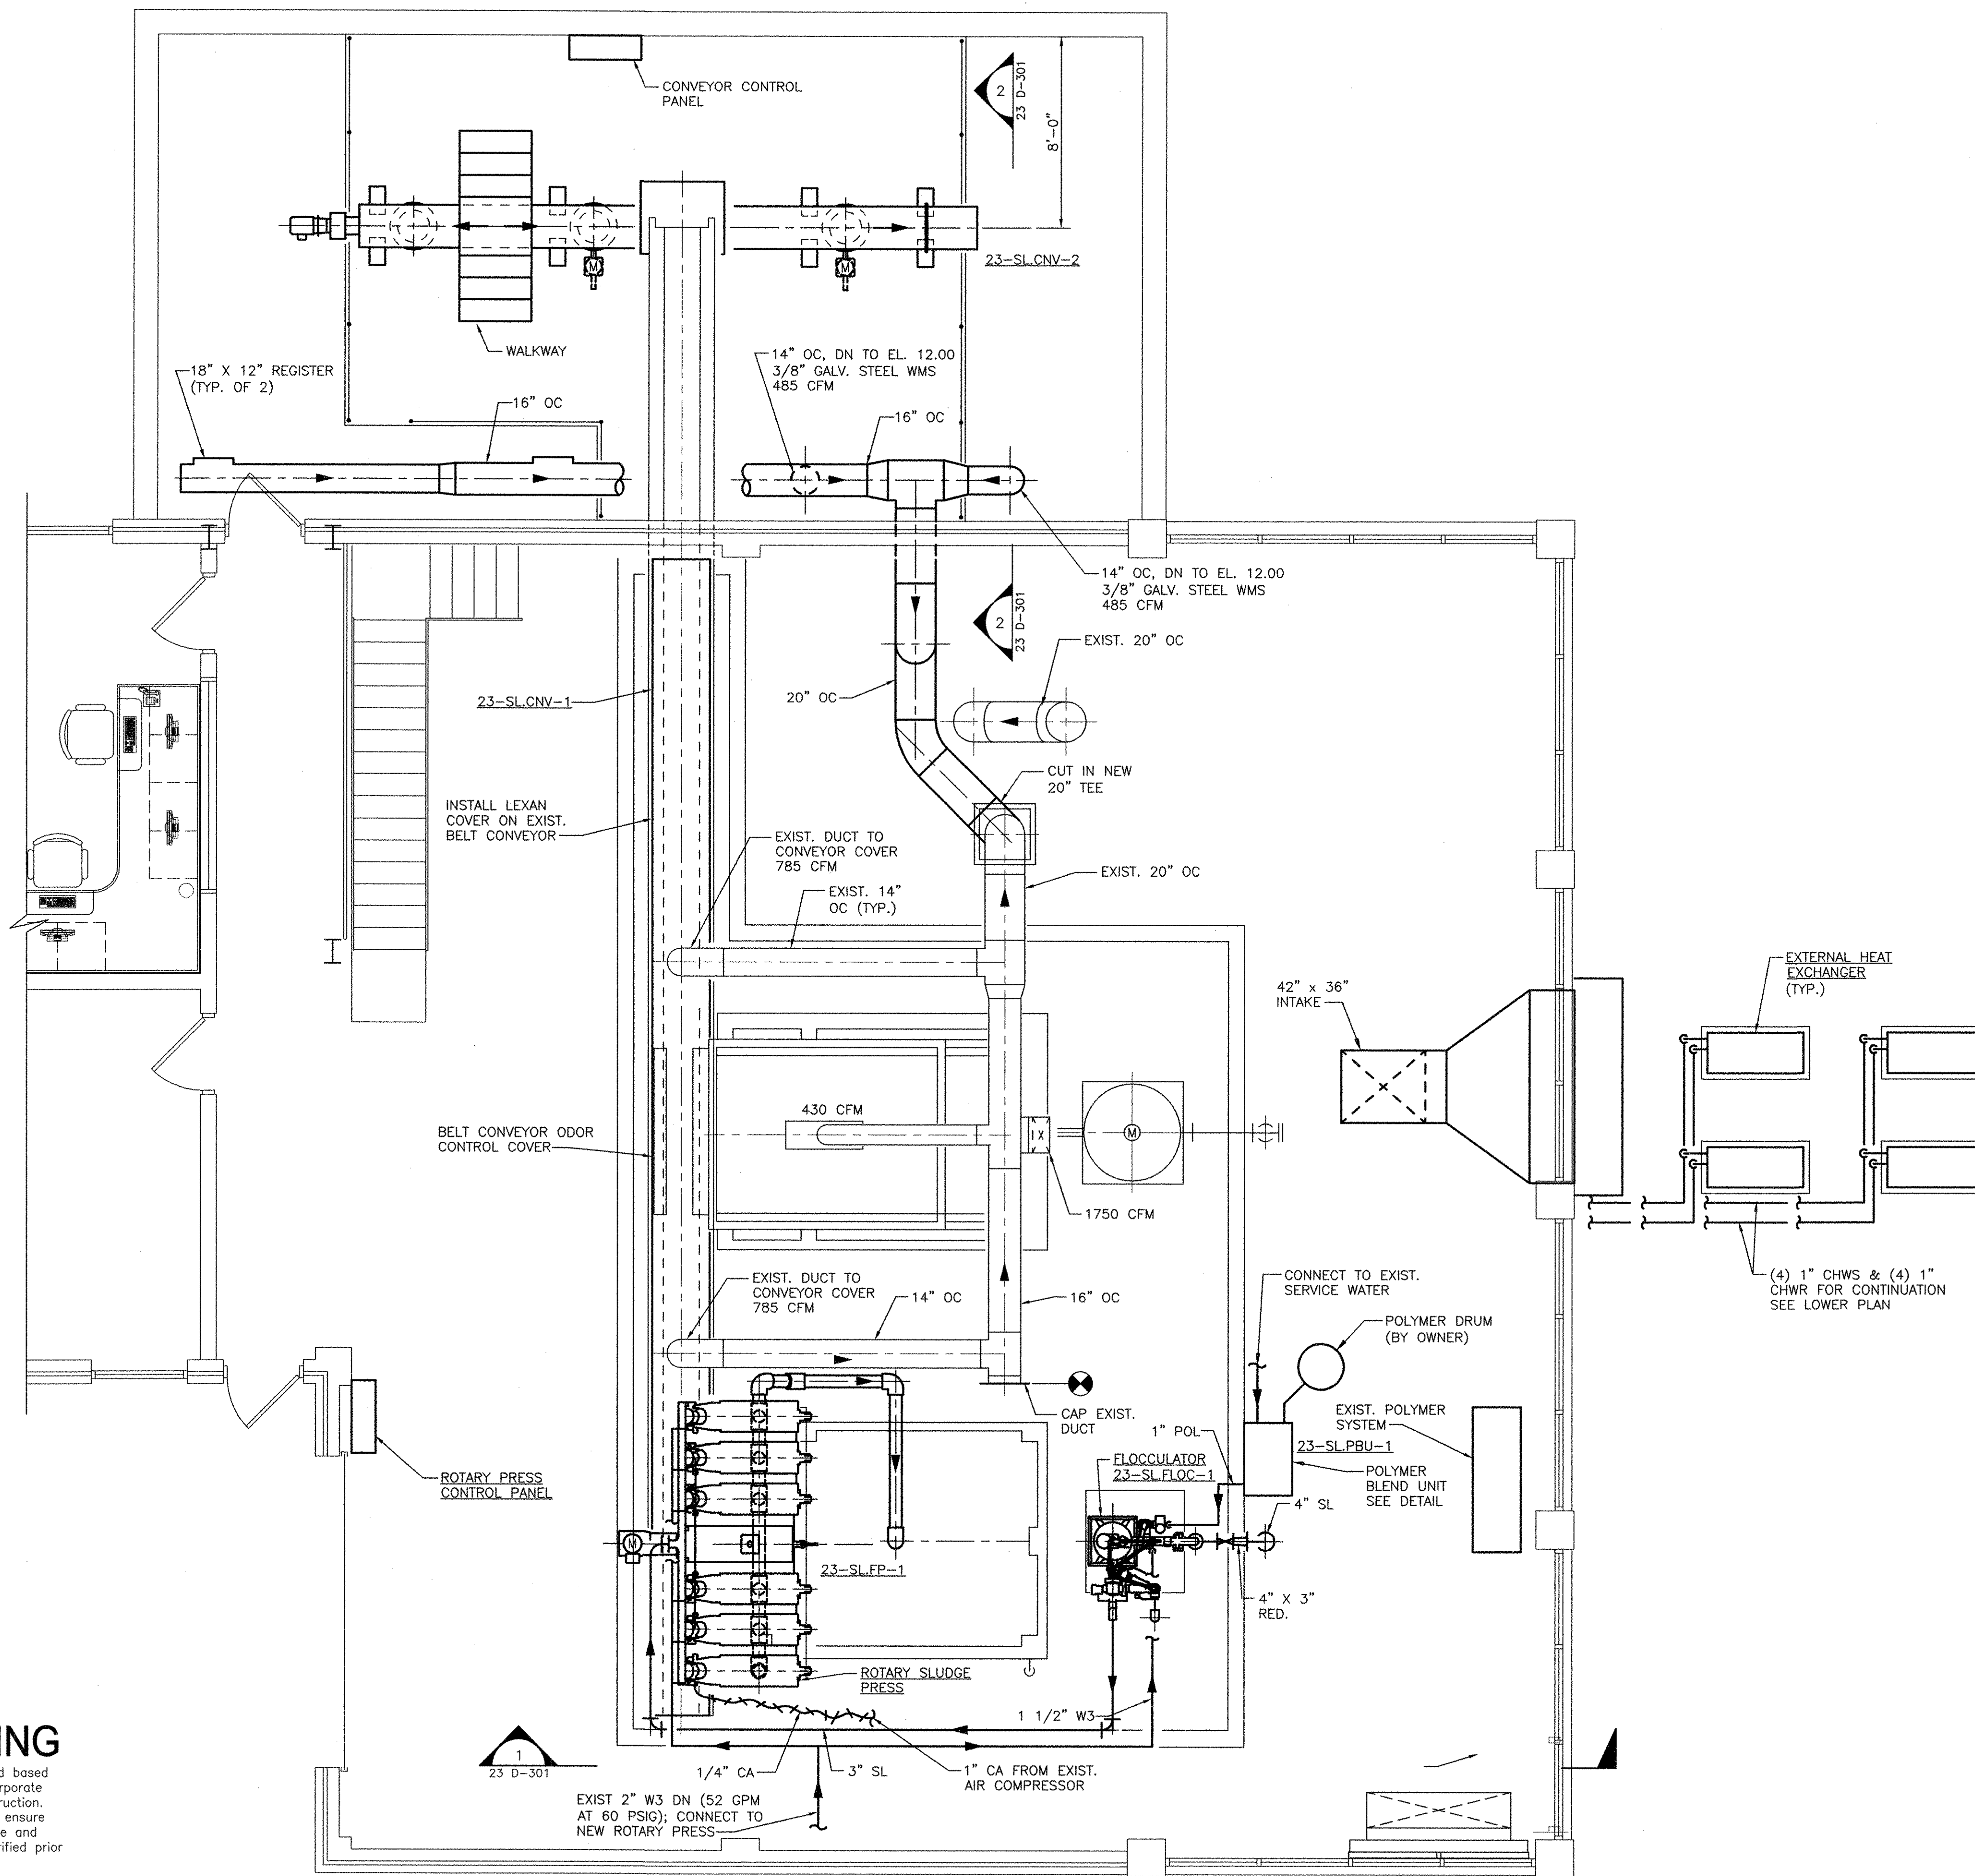 CONVEYOR CONTROL
PANEL
2
23 D-301
8'-0"
M
M
23-SL.CNV-2
WALKWAY
18" X 12" REGISTER
(TYP. OF 2)
16" OC
14" OC, DN TO EL. 12.00
3/8" GALV. STEEL WMS
485 CFM
16" OC
14" OC, DN TO EL. 12.00
3/8" GALV. STEEL WMS
485 CFM
2
23 D-301
EXIST. 20" OC
20" OC
23-SL.CNV-1
CUT IN NEW
20" TEE
INSTALL LEXAN
COVER ON EXIST.
BELT CONVEYOR
EXIST. DUCT TO
CONVEYOR COVER
785 CFM
EXIST. 14"
OC (TYP.)
EXIST. 20" OC
42" x 36"
INTAKE
EXTERNAL HEAT
EXCHANGER
(TYP.)
430 CFM
BELT CONVEYOR ODOR
CONTROL COVER
X
M
1750 CFM
EXIST. DUCT TO
CONVEYOR COVER
785 CFM
14" OC
16" OC
CONNECT TO EXIST.
SERVICE WATER
(4) 1" CHWS & (4) 1"
CHWR FOR CONTINUATION
SEE LOWER PLAN
POLYMER DRUM
(BY OWNER)
CAP EXIST.
DUCT
1" POL
EXIST. POLYMER
SYSTEM
23-SL.PBU-1
POLYMER
BLEND UNIT
SEE DETAIL
FLOCCULATOR
23-SL.FLOC-1
4" SL
ROTARY PRESS
CONTROL PANEL
M
23-SL.FP-1
4" X 3"
RED.
ROTARY SLUDGE
PRESS
1 1/2" W3
1
23 D-301
1/4" CA
3" SL
1" CA FROM EXIST.
AIR COMPRESSOR
EXIST 2" W3 DN (52 GPM
AT 60 PSIG); CONNECT TO
NEW ROTARY PRESS
ING
d based
rporate
ruction.
ensure
e and
rified prior